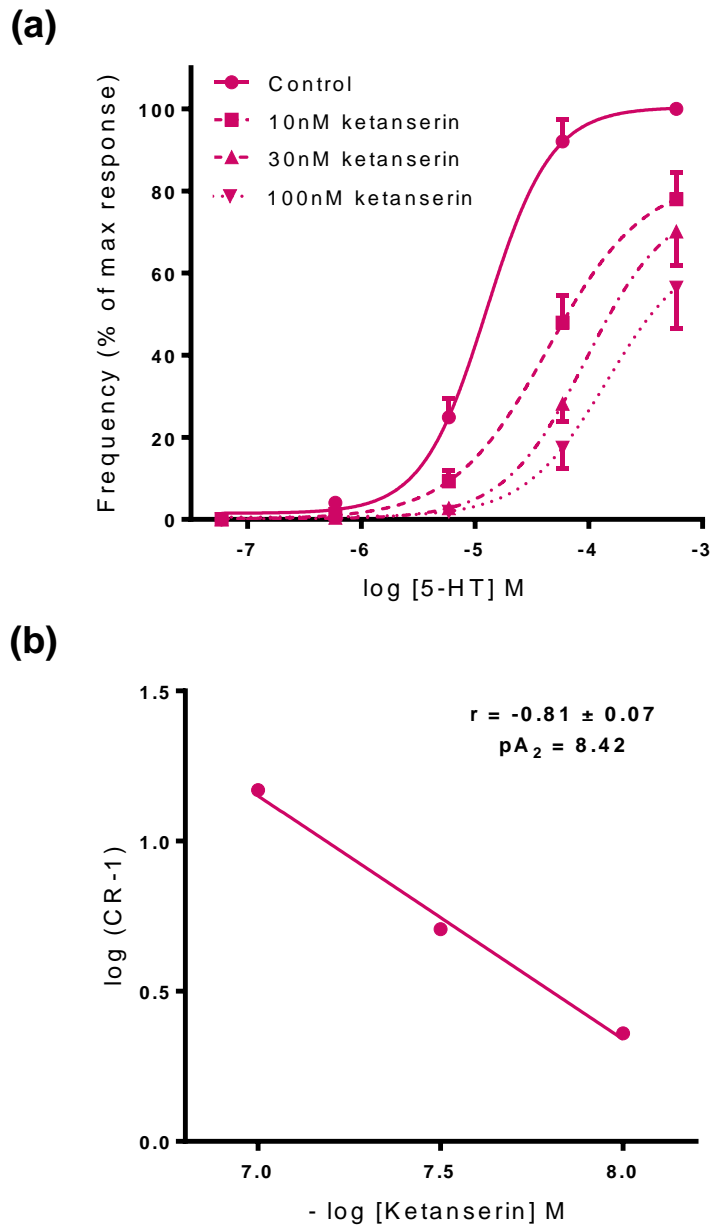 (a)
Control
10nM ketanserin
30nM ketanserin
100nM ketanserin
Frequency (% of max response)
100
80
60
40
20
0
-7 -6 -5 -4 -3
log [5-HT] M
(b)
r = -0.81 ± 0.07
pA2 = 8.42
log (CR-1)
1.5
1.0
0.5
0.0
7.0 7.5 8.0
- log [Ketanserin] M